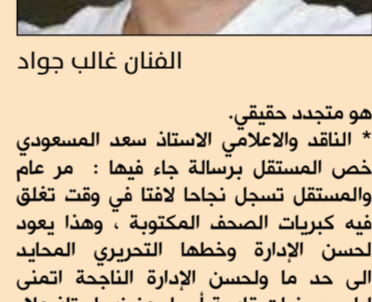 الفنان غالب جواد
هو متجدد حقيقي.
* الناقد والاعلامي الاستاذ سعد المسعودي
خص المستقل برسالة جاء فيها : مر عام
والمستقل تسجل نجاحا لافتا في وقت تغلق
فيه كبريات الصحف المكتوبة ، وهذا يعود
لحسن الإدارة وخطها التحريري المحايد
الى حد ما ولحسن الإدارة الناجحة اتمنى